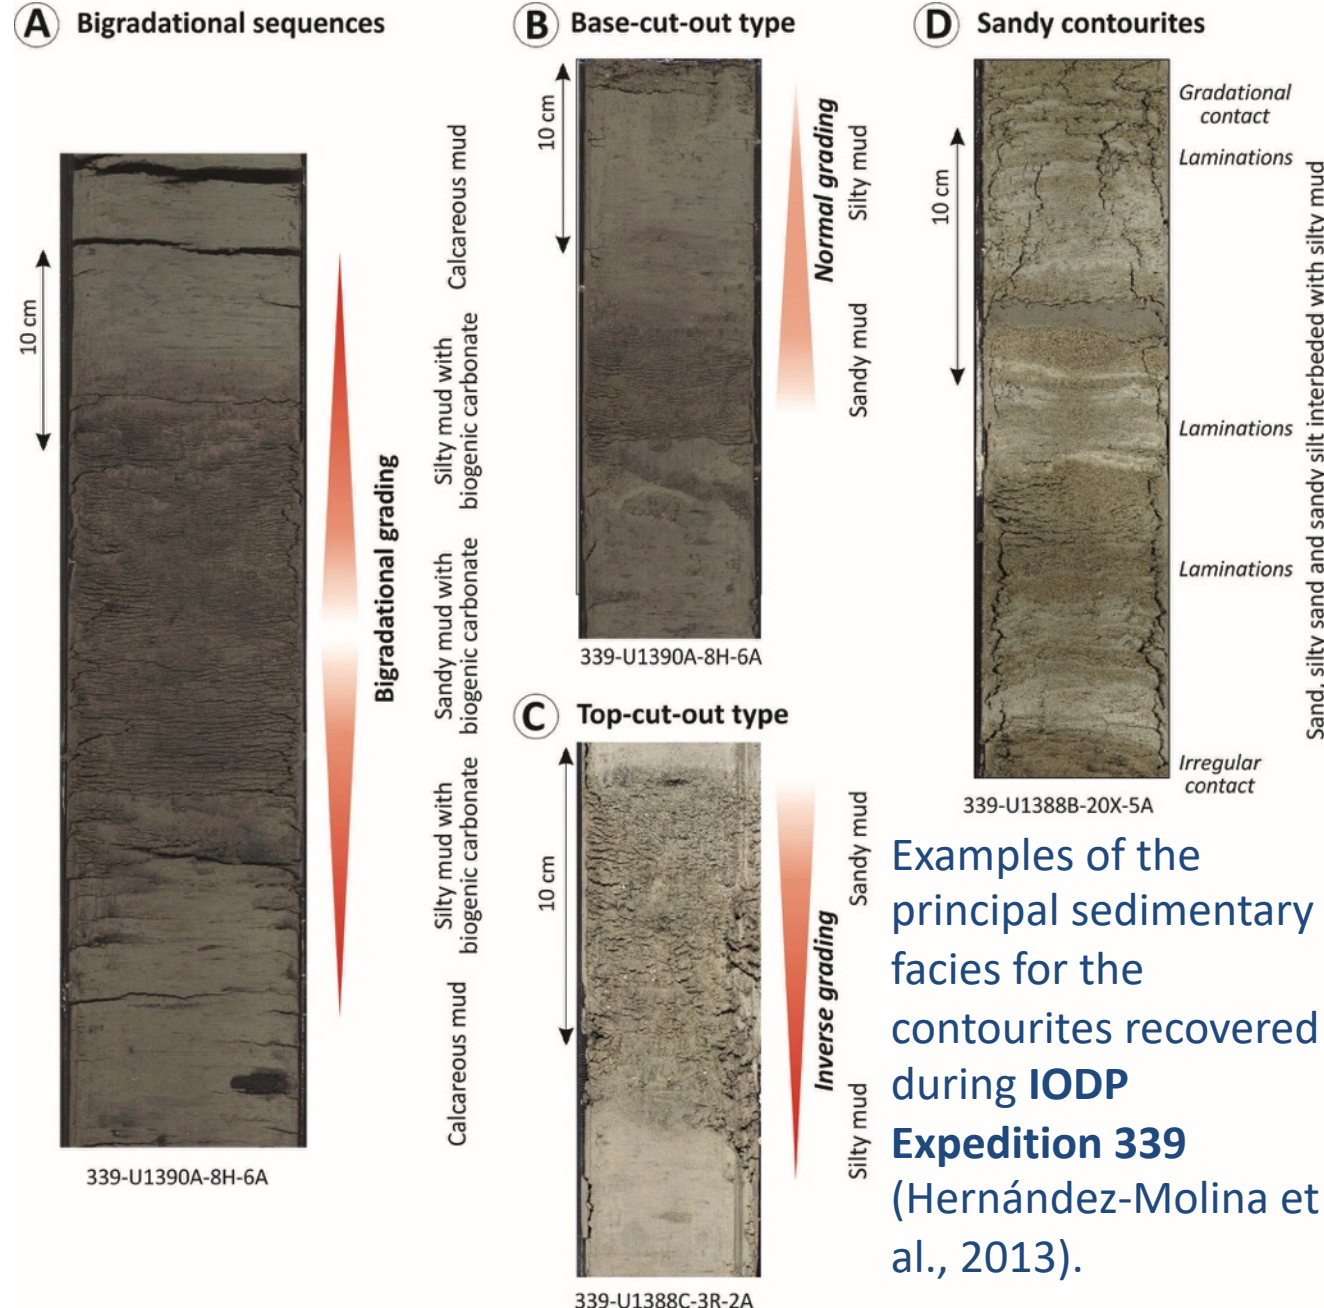 A Bigradational sequences
10 cm
Calcareous mud
Silty mud with
biogenic carbonate
Bigradational grading
Sandy mud with
biogenic carbonate
Silty mud with
biogenic carbonate
Calcareous mud
339-U1390A-8H-6A
B Base-cut-out type
10 cm
Normal grading
Silty mud
Sandy mud
339-U1390A-8H-6A
C Top-cut-out type
10 cm
Sandy mud
Inverse grading
Silty mud
339-U1388C-3R-2A
D Sandy contourites
10 cm
Gradational
contact
Laminations
Laminations
Laminations
Irregular
contact
Sand, silty sand and sandy silt interbeded with silty mud
339-U1388B-20X-5A
Examples of the
principal sedimentary
facies for the
contourites recovered
during IODP
Expedition 339
(Hernández-Molina et
al., 2013).